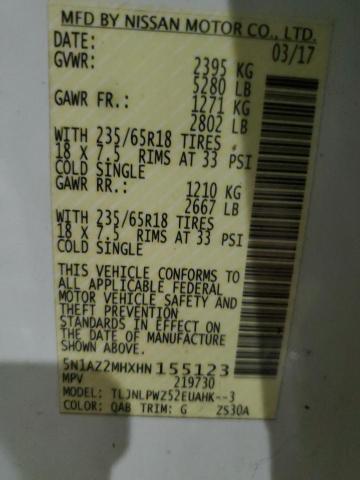 MFD BY NISSAN MOTOR CO., LTD.
DATE: 03/17
GVWR: 2395 KG
5280 LB
GAWR FR.: 1271 KG
2802 LB
WITH 235/65R18 TIRES
18 X 7.5 RIMS AT 33 PSI
COLD SINGLE
GAWR RR.: 1210 KG
2667 LB
WITH 235/65R18 TIRES
18 X 7.5 RIMS AT 33 PSI
COLD SINGLE
THIS VEHICLE CONFORMS TO
ALL APPLICABLE FEDERAL
MOTOR VEHICLE SAFETY AND
THEFT PREVENTION
STANDARDS IN EFFECT ON
THE DATE OF MANUFACTURE
SHOWN ABOVE.
5N1AZ2MHXHN155123
MPV 219730
MODEL: TLJNLPWZ52EUAHK--3
COLOR: QAB TRIM: G ZS30A